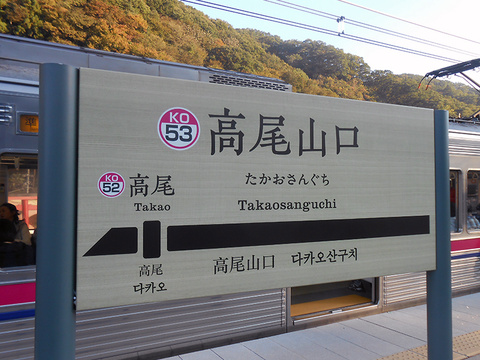 KO
53
高尾山口
たかおさんぐち
Takaosanguchi
KO
52
高尾
Takao
高尾
다카오
高尾山口 다카오산구치